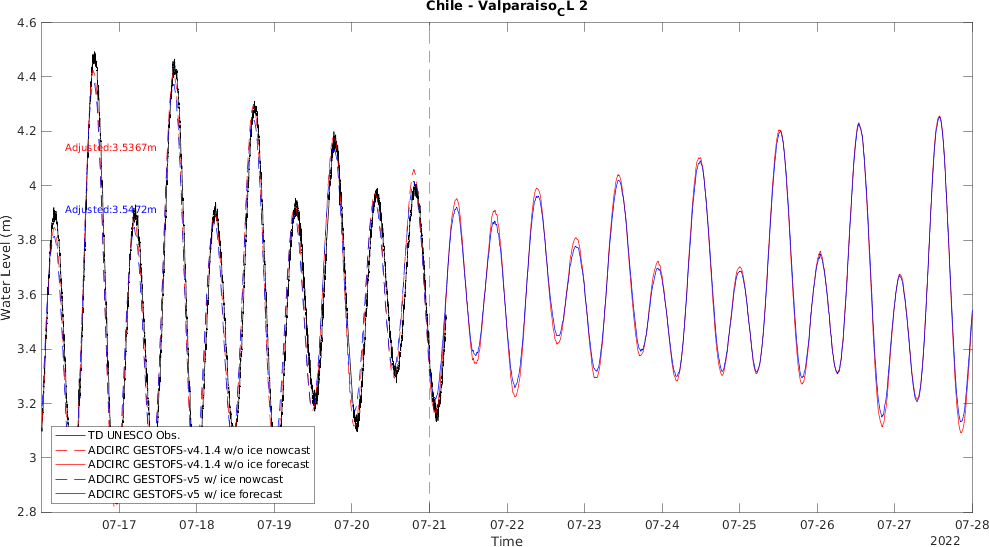 Chile - Valparaiso_CL 2
4.6
4.4
4.2
4
3.8
3.6
3.4
3.2
3
2.8
Water Level (m)
Adjusted:3.5367m
Adjusted:3.5472m
TD UNESCO Obs.
ADCIRC GESTOFS-v4.1.4 w/o ice nowcast
ADCIRC GESTOFS-v4.1.4 w/o ice forecast
ADCIRC GESTOFS-v5 w/ ice nowcast
ADCIRC GESTOFS-v5 w/ ice forecast
07-17 07-18 07-19 07-20 07-21 07-22 07-23 07-24 07-25 07-26 07-27 07-28
Time
2022